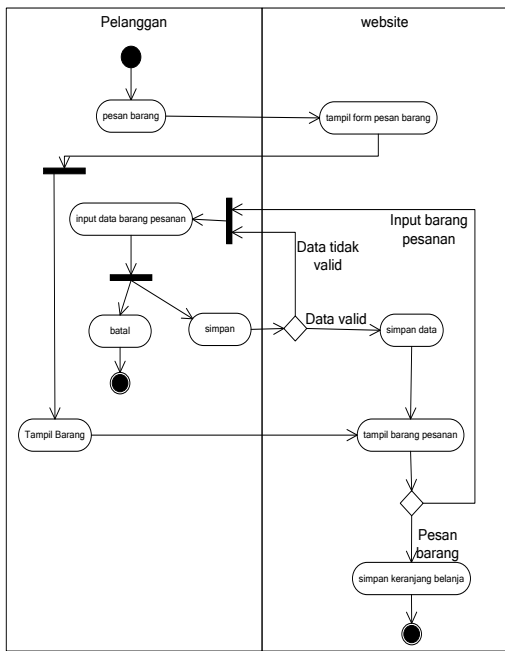 Pelanggan
website
pesan barang
tampil form pesan barang
input data barang pesanan
Input barang
pesanan
Data tidak
valid
batal
simpan
Data valid
simpan data
Tampil Barang
tampil barang pesanan
Pesan
barang
simpan keranjang belanja